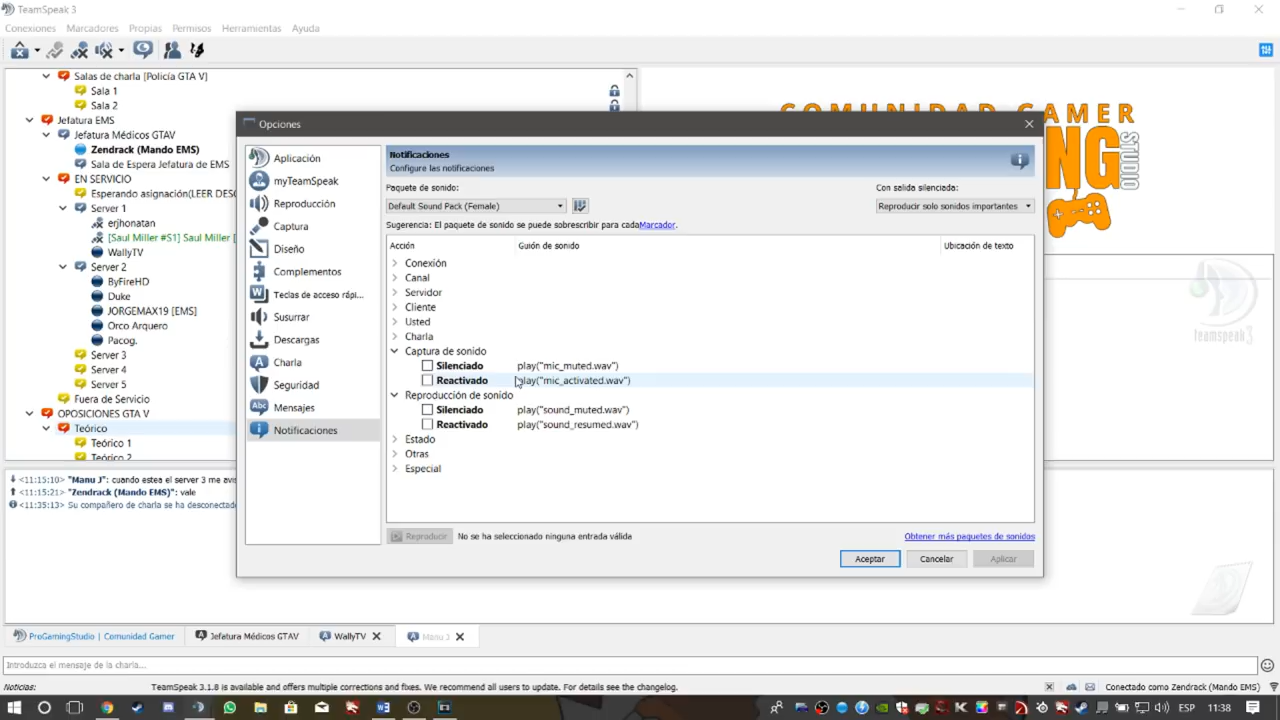 TeamSpeak 3
Conexiones Marcadores Propias Permisos Herramientas Ayuda
Salas de charla [Policía GTA V)
Sala 1
Sala 2
Jefatura EMS
Jefatura Médicos GTAV
Zendrack (Mando EMS)
Sala de Espera Jefatura de EMS
EN SERVICIO
Esperando asignación(LEER DESC
Server 1
erjhonatan
[Saul Miller #S1] Saul Miller [
WallyTV
Server 2
ByFireHD
Duke
JORGEMAX19 [EMS]
Orco Arquero
Pacog.
Server 3
Server 4
Server 5
Fuera de Servicio
OPOSICIONES GTA V
Teórico
Teórico 1
Teórico 2
COMUNIDAD GAMER
NG
STUDIO
teamspeak3
Opciones
Aplicación
myTeamSpeak
Reproducción
Captura
Diseño
Complementos
Teclas de acceso rápi...
Susurrar
Descargas
Charla
Seguridad
Mensajes
Notificaciones
Notificaciones
Configure las notificaciones
Paquete de sonido:
Con salida silenciada:
Default Sound Pack (Female)
Reproducir solo sonidos importantes
Sugerencia: El paquete de sonido se puede sobrescribir para cadaMarcador.
Acción Guión de sonido Ubicación de texto
Conexión
Canal
Servidor
Cliente
Usted
Charla
Captura de sonido
Silenciado play("mic_muted.wav")
Reactivado play("mic_activated.wav")
Reproducción de sonido
Silenciado play("sound_muted.wav")
Reactivado play("sound_resumed.wav")
Estado
Otras
Especial
Reproducir No se ha seleccionado ninguna entrada válida
Obtener más paquetes de sonidos
Aceptar Cancelar Aplicar
<11:15:10> "Manu J": cuando estea el server 3 me avis
<11:15:21> "Zendrack (Mando EMS)": vale
<11:35:13> Su compañero de charla se ha desconectado
ProGamingStudio | Comunidad Gamer Jefatura Médicos GTAV WallyTV Manu J
Introduzca el mensaje de la charla...
Noticias: TeamSpeak 3.1.8 is available and offers multiple corrections and fixes. We recommend all users to update. For details see the changelog.
Conectado como Zendrack (Mando EMS)
ESP 11:38